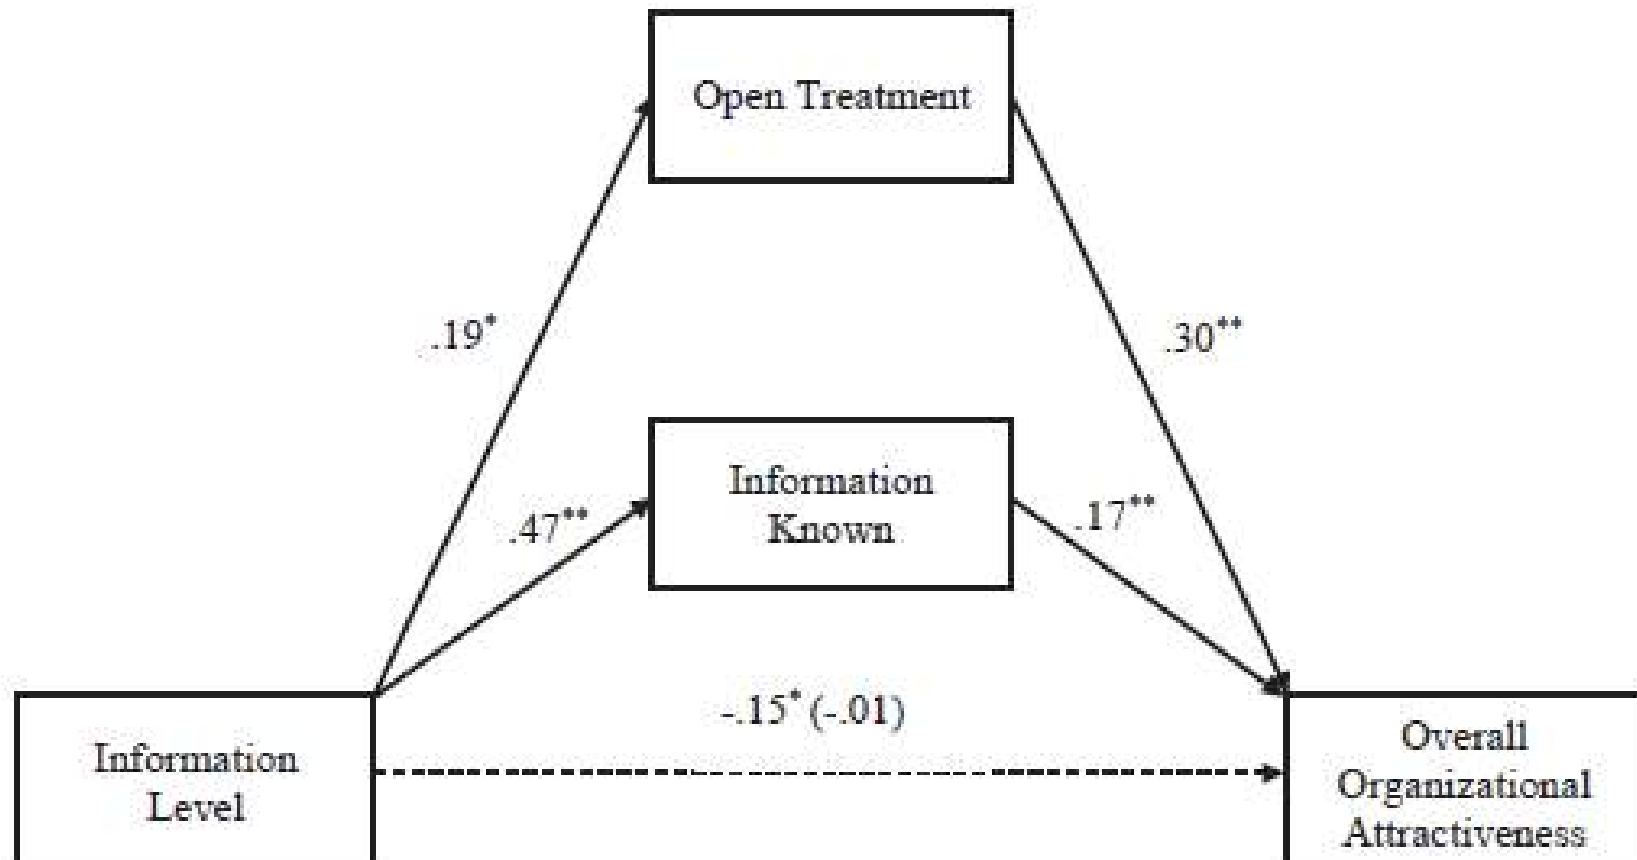 Open Treatment
.19*
.30**
Information
Known
.47**
.17**
-.15* (-.01)
Information
Level
Overall
Organizational
Attractiveness